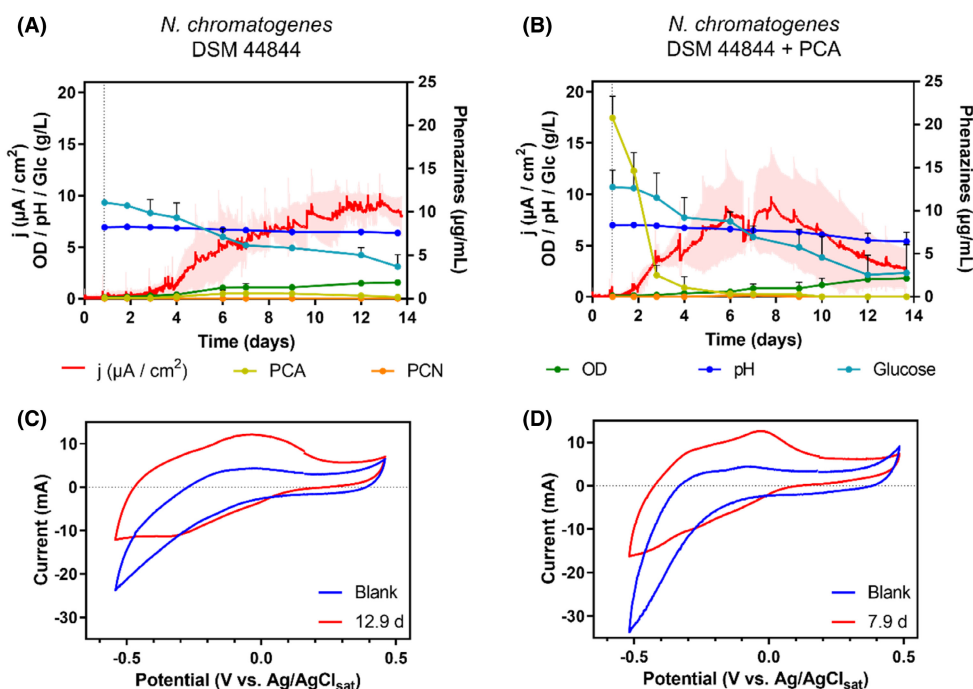 (A)
N. chromatogenes
DSM 44844
j (µA / cm²)
OD / pH / Glc (g/L)
20
15
10
5
0
25
20
15
10
5
0
Phenazines (µg/mL)
0 2 4 6 8 10 12 14
Time (days)
(B)
N. chromatogenes
DSM 44844 + PCA
j (µA / cm²)
OD / pH / Glc (g/L)
20
15
10
5
0
25
20
15
10
5
0
Phenazines (µg/mL)
0 2 4 6 8 10 12 14
Time (days)
j (µA / cm²) PCA PCN OD pH Glucose
(C)
Current (mA)
10
0
-10
-20
-30
Blank
12.9 d
-0.5 0.0 0.5
Potential (V vs. Ag/AgClsat)
(D)
Current (mA)
10
0
-10
-20
-30
Blank
7.9 d
-0.5 0.0 0.5
Potential (V vs. Ag/AgClsat)